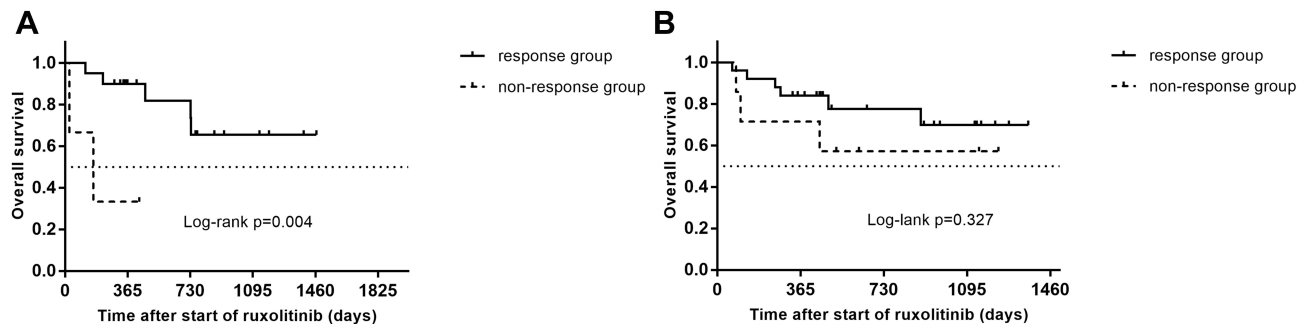 A
response group
non-response group
1.0
0.8
0.6
0.4
0.2
0.0
Overall survival
Log-rank p=0.004
0 365 730 1095 1460 1825
Time after start of ruxolitinib (days)
B
response group
non-response group
1.0
0.8
0.6
0.4
0.2
0.0
Overall survival
Log-lank p=0.327
0 365 730 1095 1460
Time after start of ruxolitinib (days)